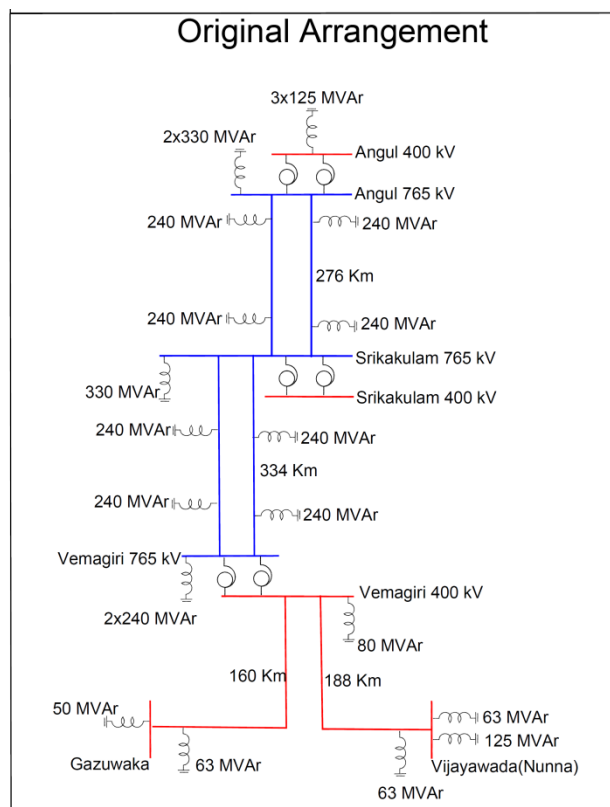 Original Arrangement
3x125 MVAr
2x330 MVAr
Angul 400 kV
Angul 765 kV
240 MVAr
240 MVAr
276 Km
240 MVAr
240 MVAr
Srikakulam 765 kV
330 MVAr
Srikakulam 400 kV
240 MVAr
240 MVAr
334 Km
240 MVAr
240 MVAr
Vemagiri 765 kV
Vemagiri 400 kV
2x240 MVAr
80 MVAr
160 Km
188 Km
50 MVAr
63 MVAr
125 MVAr
Gazuwaka
63 MVAr
Vijayawada(Nunna)
63 MVAr